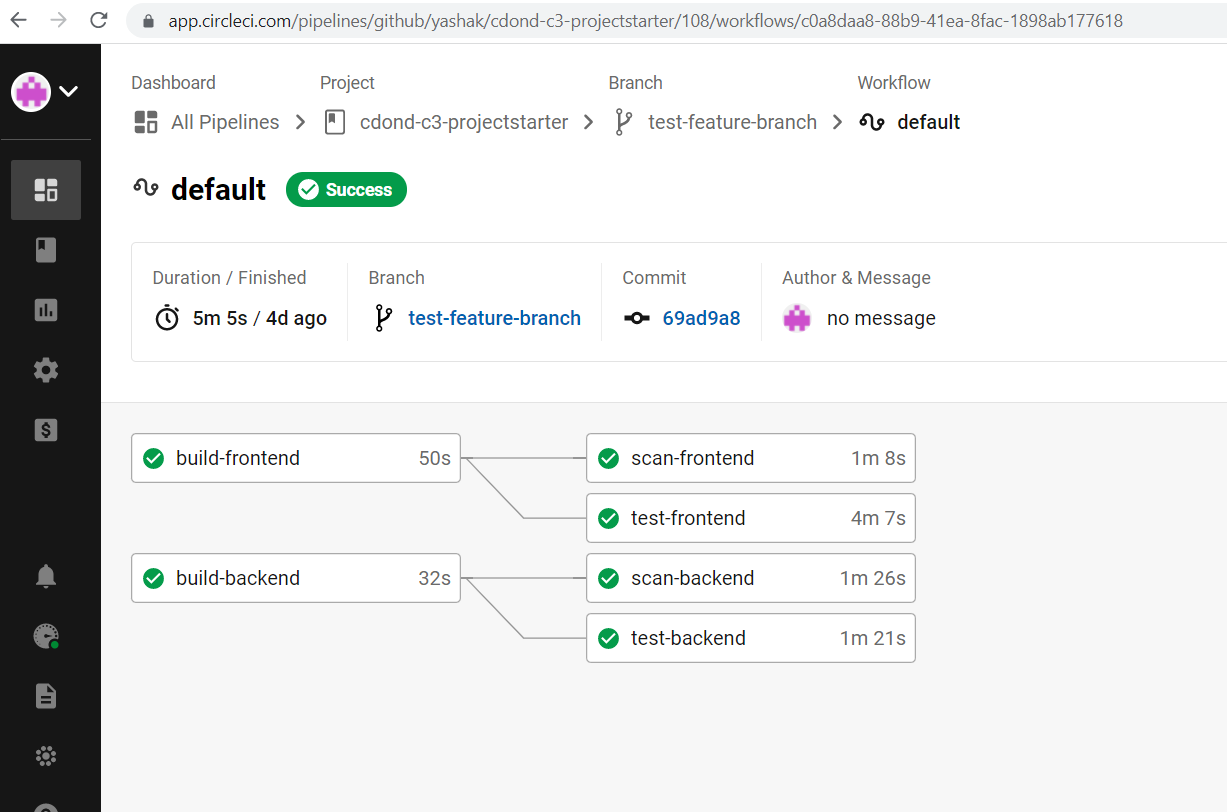 app.circleci.com/pipelines/github/yashak/cdond-c3-projectstarter/108/workflows/c0a8daa8-88b9-41ea-8fac-1898ab177618
Dashboard Project Branch Workflow
All Pipelines cdond-c3-projectstarter test-feature-branch default
default Success
Duration / Finished Branch Commit Author & Message
5m 5s / 4d ago test-feature-branch 69ad9a8 no message
build-frontend 50s scan-frontend 1m 8s
test-frontend 4m 7s
build-backend 32s scan-backend 1m 26s
test-backend 1m 21s